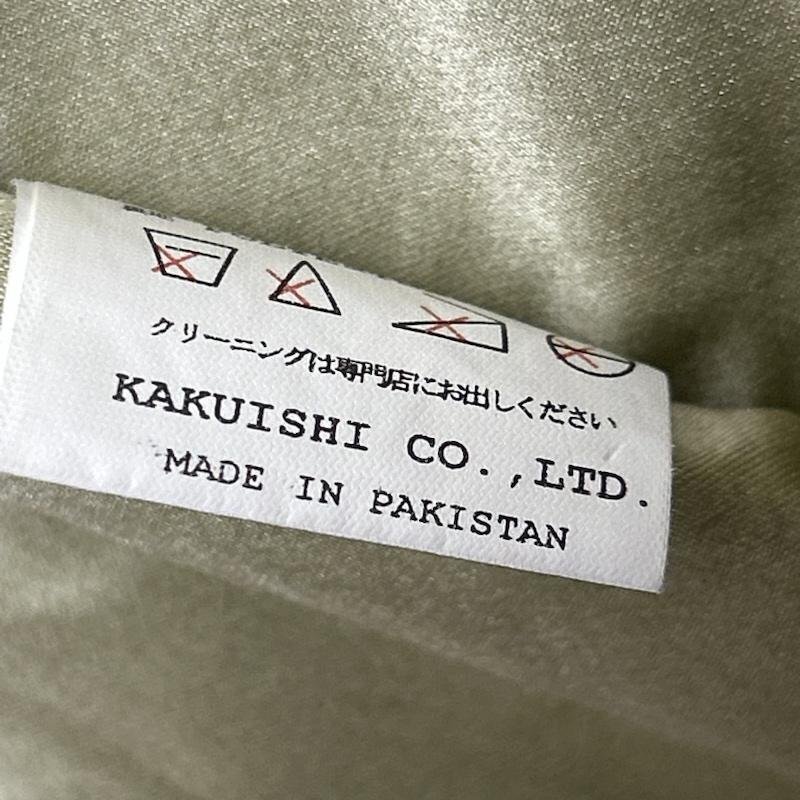 クリーニングは専門店にお出しください
KAKUISHI CO.,LTD.
MADE IN PAKISTAN